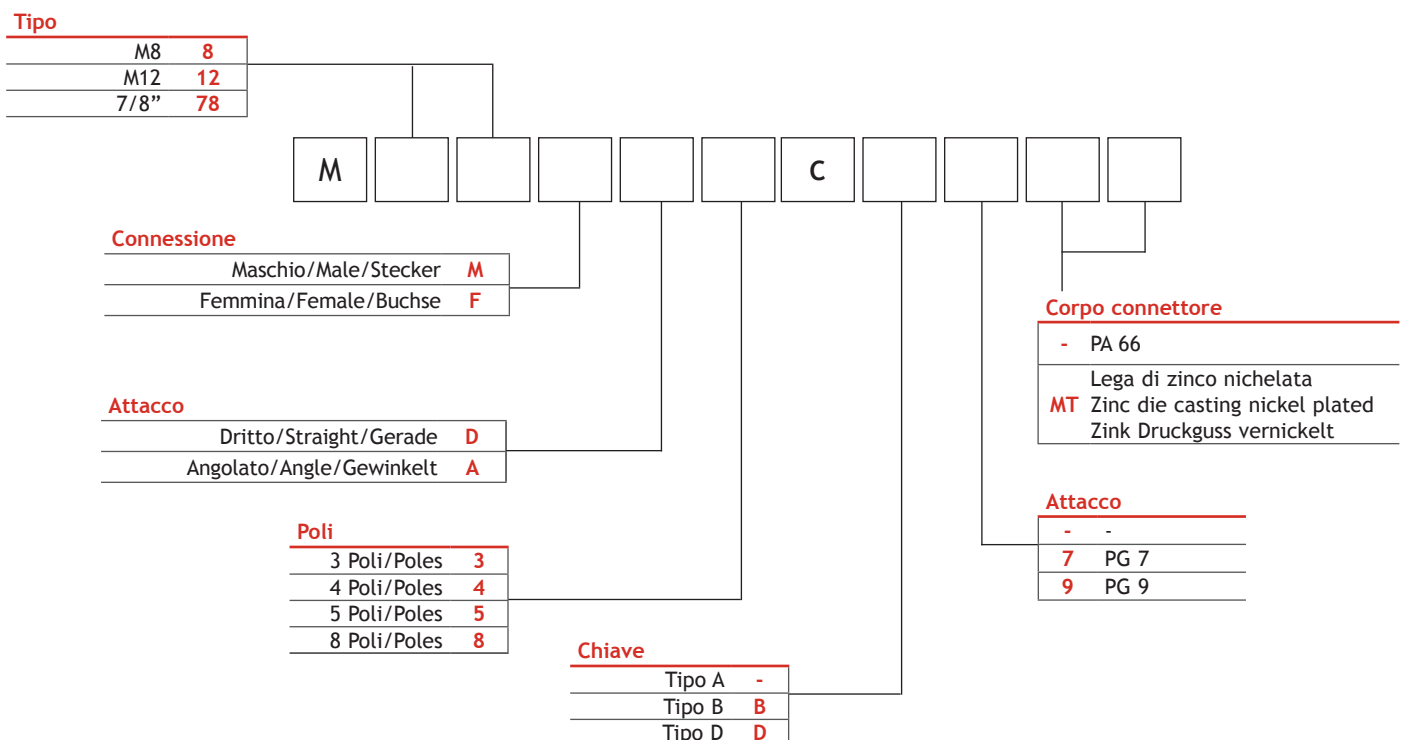 Tipo
M8 8
M12 12
7/8” 78
M C
Connessione
Maschio/Male/Stecker M
Femmina/Female/Buchse F
Corpo connettore
- PA 66
Lega di zinco nichelata
MT Zinc die casting nickel plated
Zink Druckguss vernickelt
Attacco
Dritto/Straight/Gerade D
Angolato/Angle/Gewinkelt A
Attacco
- -
7 PG 7
9 PG 9
Poli
3 Poli/Poles 3
4 Poli/Poles 4
5 Poli/Poles 5
8 Poli/Poles 8
Chiave
Tipo A -
Tipo B B
Tipo D D